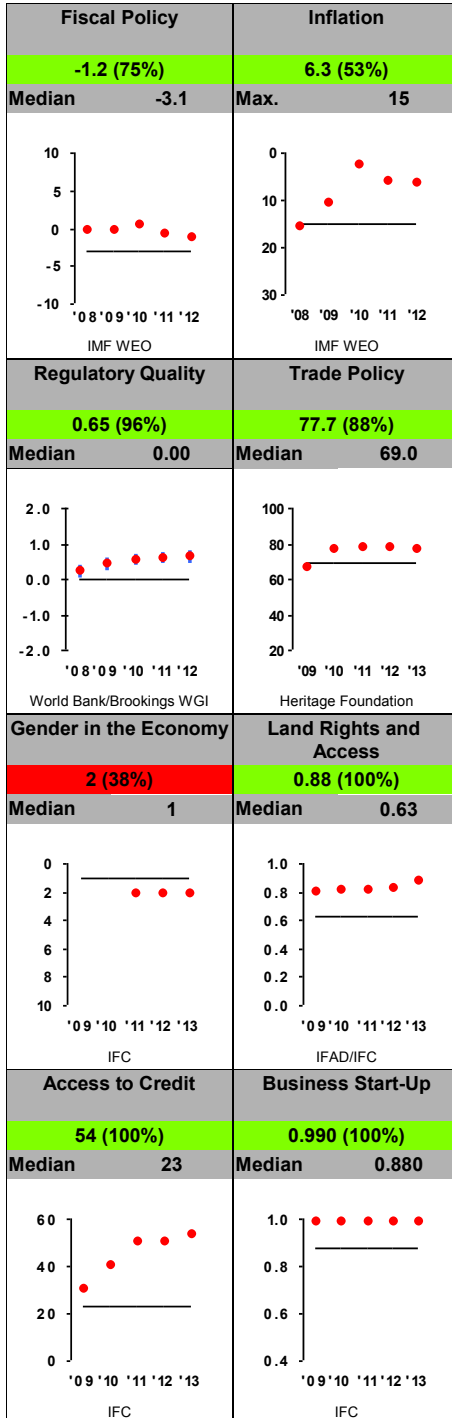 Fiscal Policy
-1.2 (75%)
Median -3.1
10
5
0
-5
-10
'08 '09 '10 '11 '12
IMF WEO
Inflation
6.3 (53%)
Max. 15
0
10
20
30
'08 '09 '10 '11 '12
IMF WEO
Regulatory Quality
0.65 (96%)
Median 0.00
2.0
1.0
0.0
-1.0
-2.0
'08 '09 '10 '11 '12
World Bank/Brookings WGI
Trade Policy
77.7 (88%)
Median 69.0
100
80
60
40
20
'09 '10 '11 '12 '13
Heritage Foundation
Gender in the Economy
2 (38%)
Median 1
0
2
4
6
8
10
'09 '10 '11 '12 '13
IFC
Land Rights and
Access
0.88 (100%)
Median 0.63
1.0
0.8
0.6
0.4
0.2
0.0
'09 '10 '11 '12 '13
IFAD/IFC
Access to Credit
54 (100%)
Median 23
60
40
20
0
'09 '10 '11 '12 '13
IFC
Business Start-Up
0.990 (100%)
Median 0.880
1.0
0.8
0.6
0.4
'09 '10 '11 '12 '13
IFC